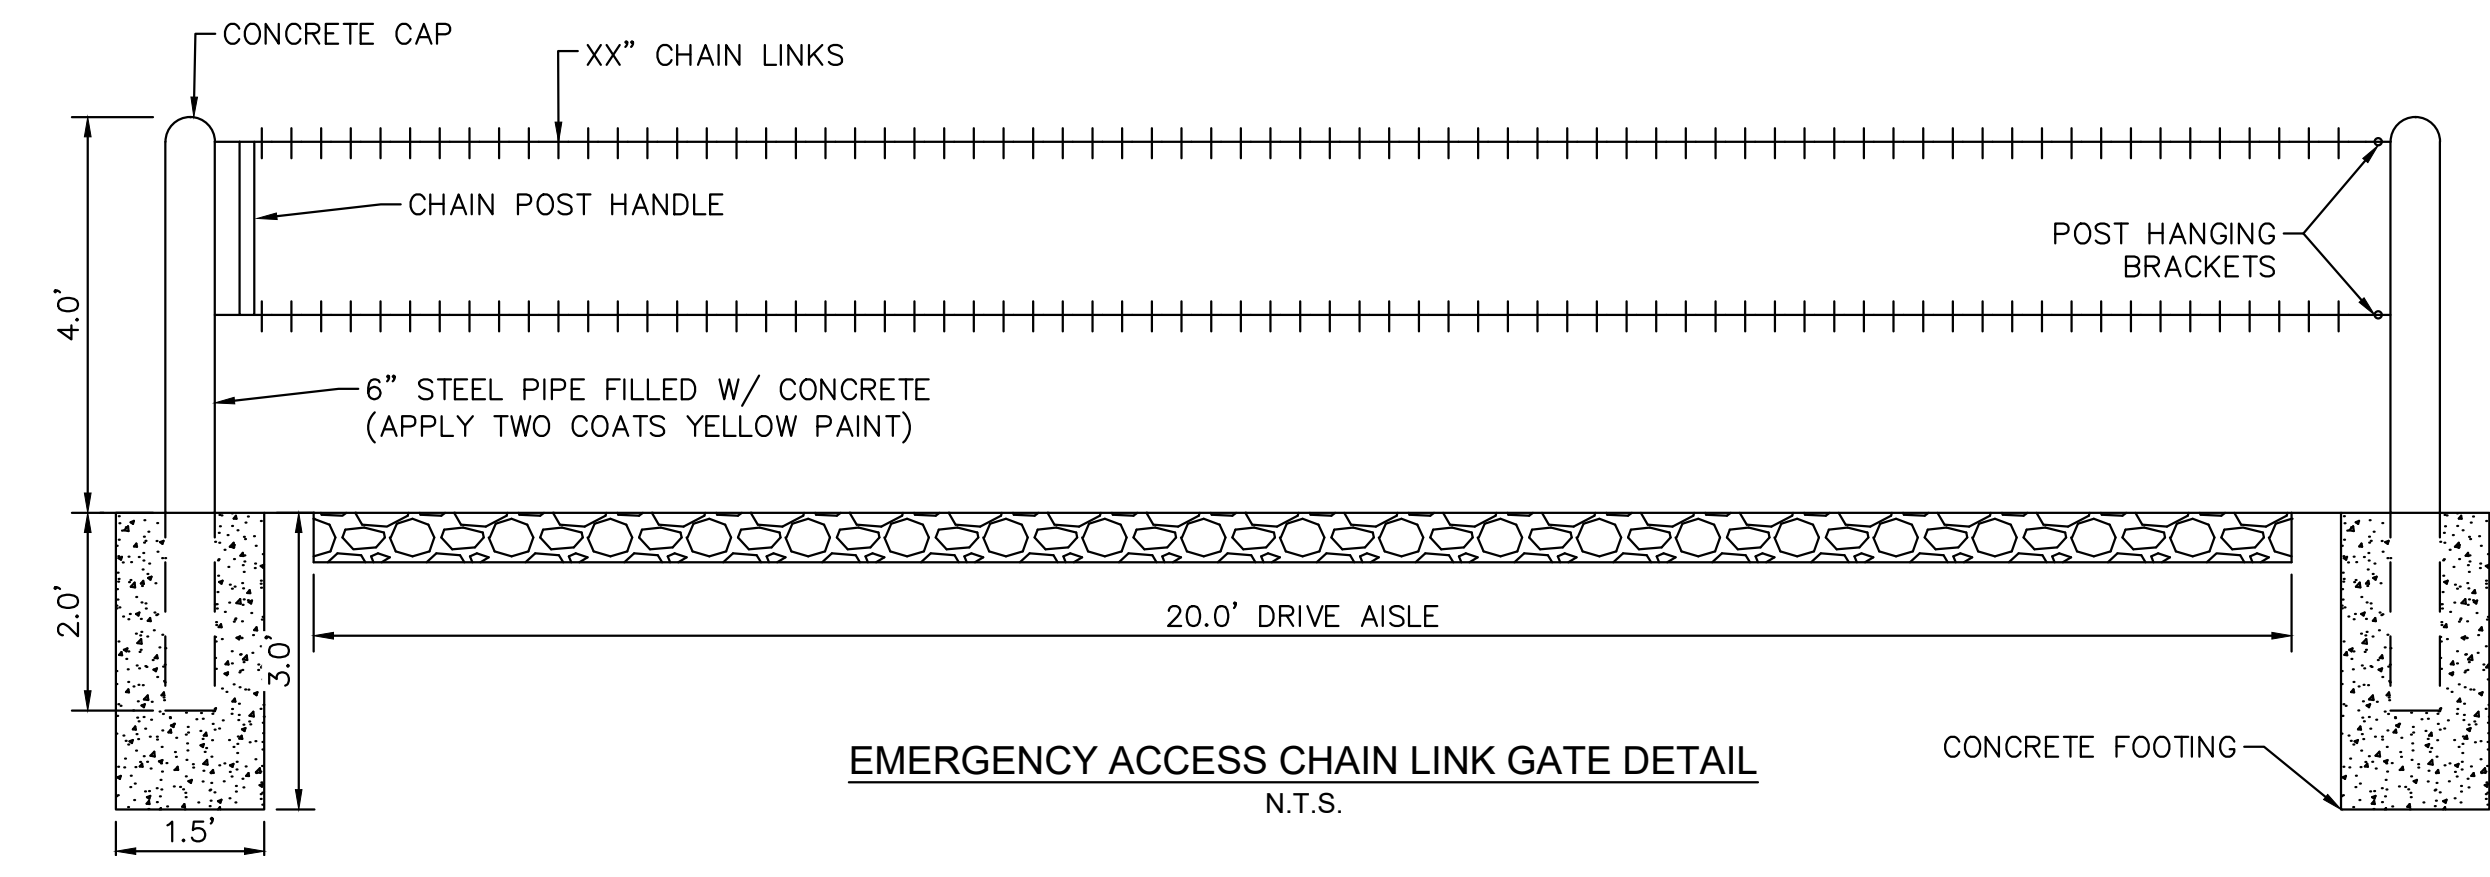 CONCRETE CAP
XX” CHAIN LINKS
CHAIN POST HANDLE
POST HANGING
BRACKETS
4.0’
6” STEEL PIPE FILLED W/ CONCRETE
(APPLY TWO COATS YELLOW PAINT)
2.0’
3.0’
20.0’ DRIVE AISLE
EMERGENCY ACCESS CHAIN LINK GATE DETAIL
N.T.S.
CONCRETE FOOTING
1.5’